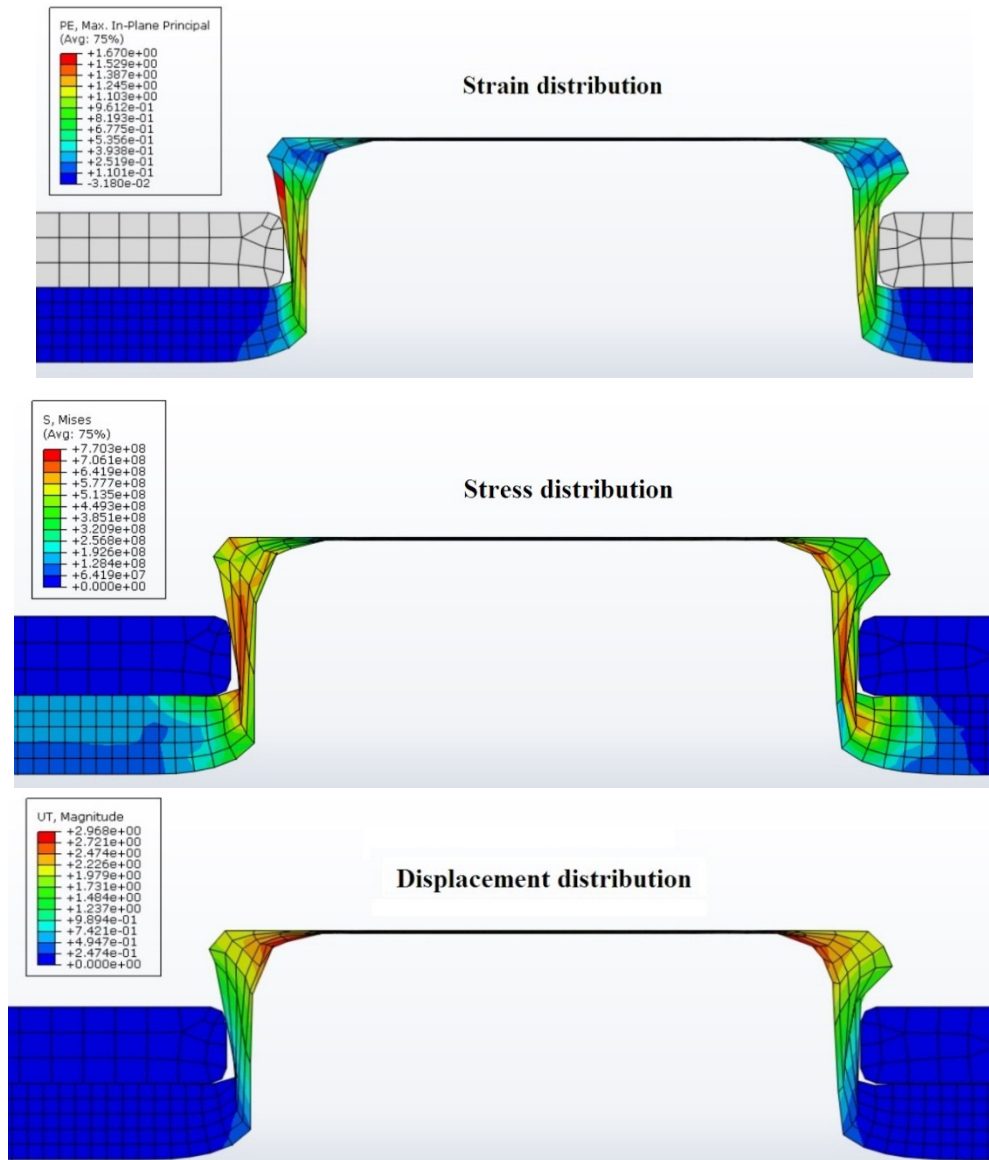 PE, Max. In-Plane Principal
(Avg: 75%)
+1.670e+00
+1.529e+00
+1.387e+00
+1.245e+00
+1.103e+00
+9.612e-01
+8.193e-01
+6.775e-01
+5.356e-01
+3.938e-01
+2.519e-01
+1.101e-01
-3.180e-02
Strain distribution
S, Mises
(Avg: 75%)
+7.703e+08
+7.061e+08
+6.419e+08
+5.777e+08
+5.135e+08
+4.493e+08
+3.851e+08
+3.209e+08
+2.568e+08
+1.926e+08
+1.284e+08
+6.419e+07
+0.000e+00
Stress distribution
UT, Magnitude
+2.968e+00
+2.721e+00
+2.474e+00
+2.226e+00
+1.979e+00
+1.731e+00
+1.484e+00
+1.237e+00
+9.894e-01
+7.421e-01
+4.947e-01
+2.474e-01
+0.000e+00
Displacement distribution